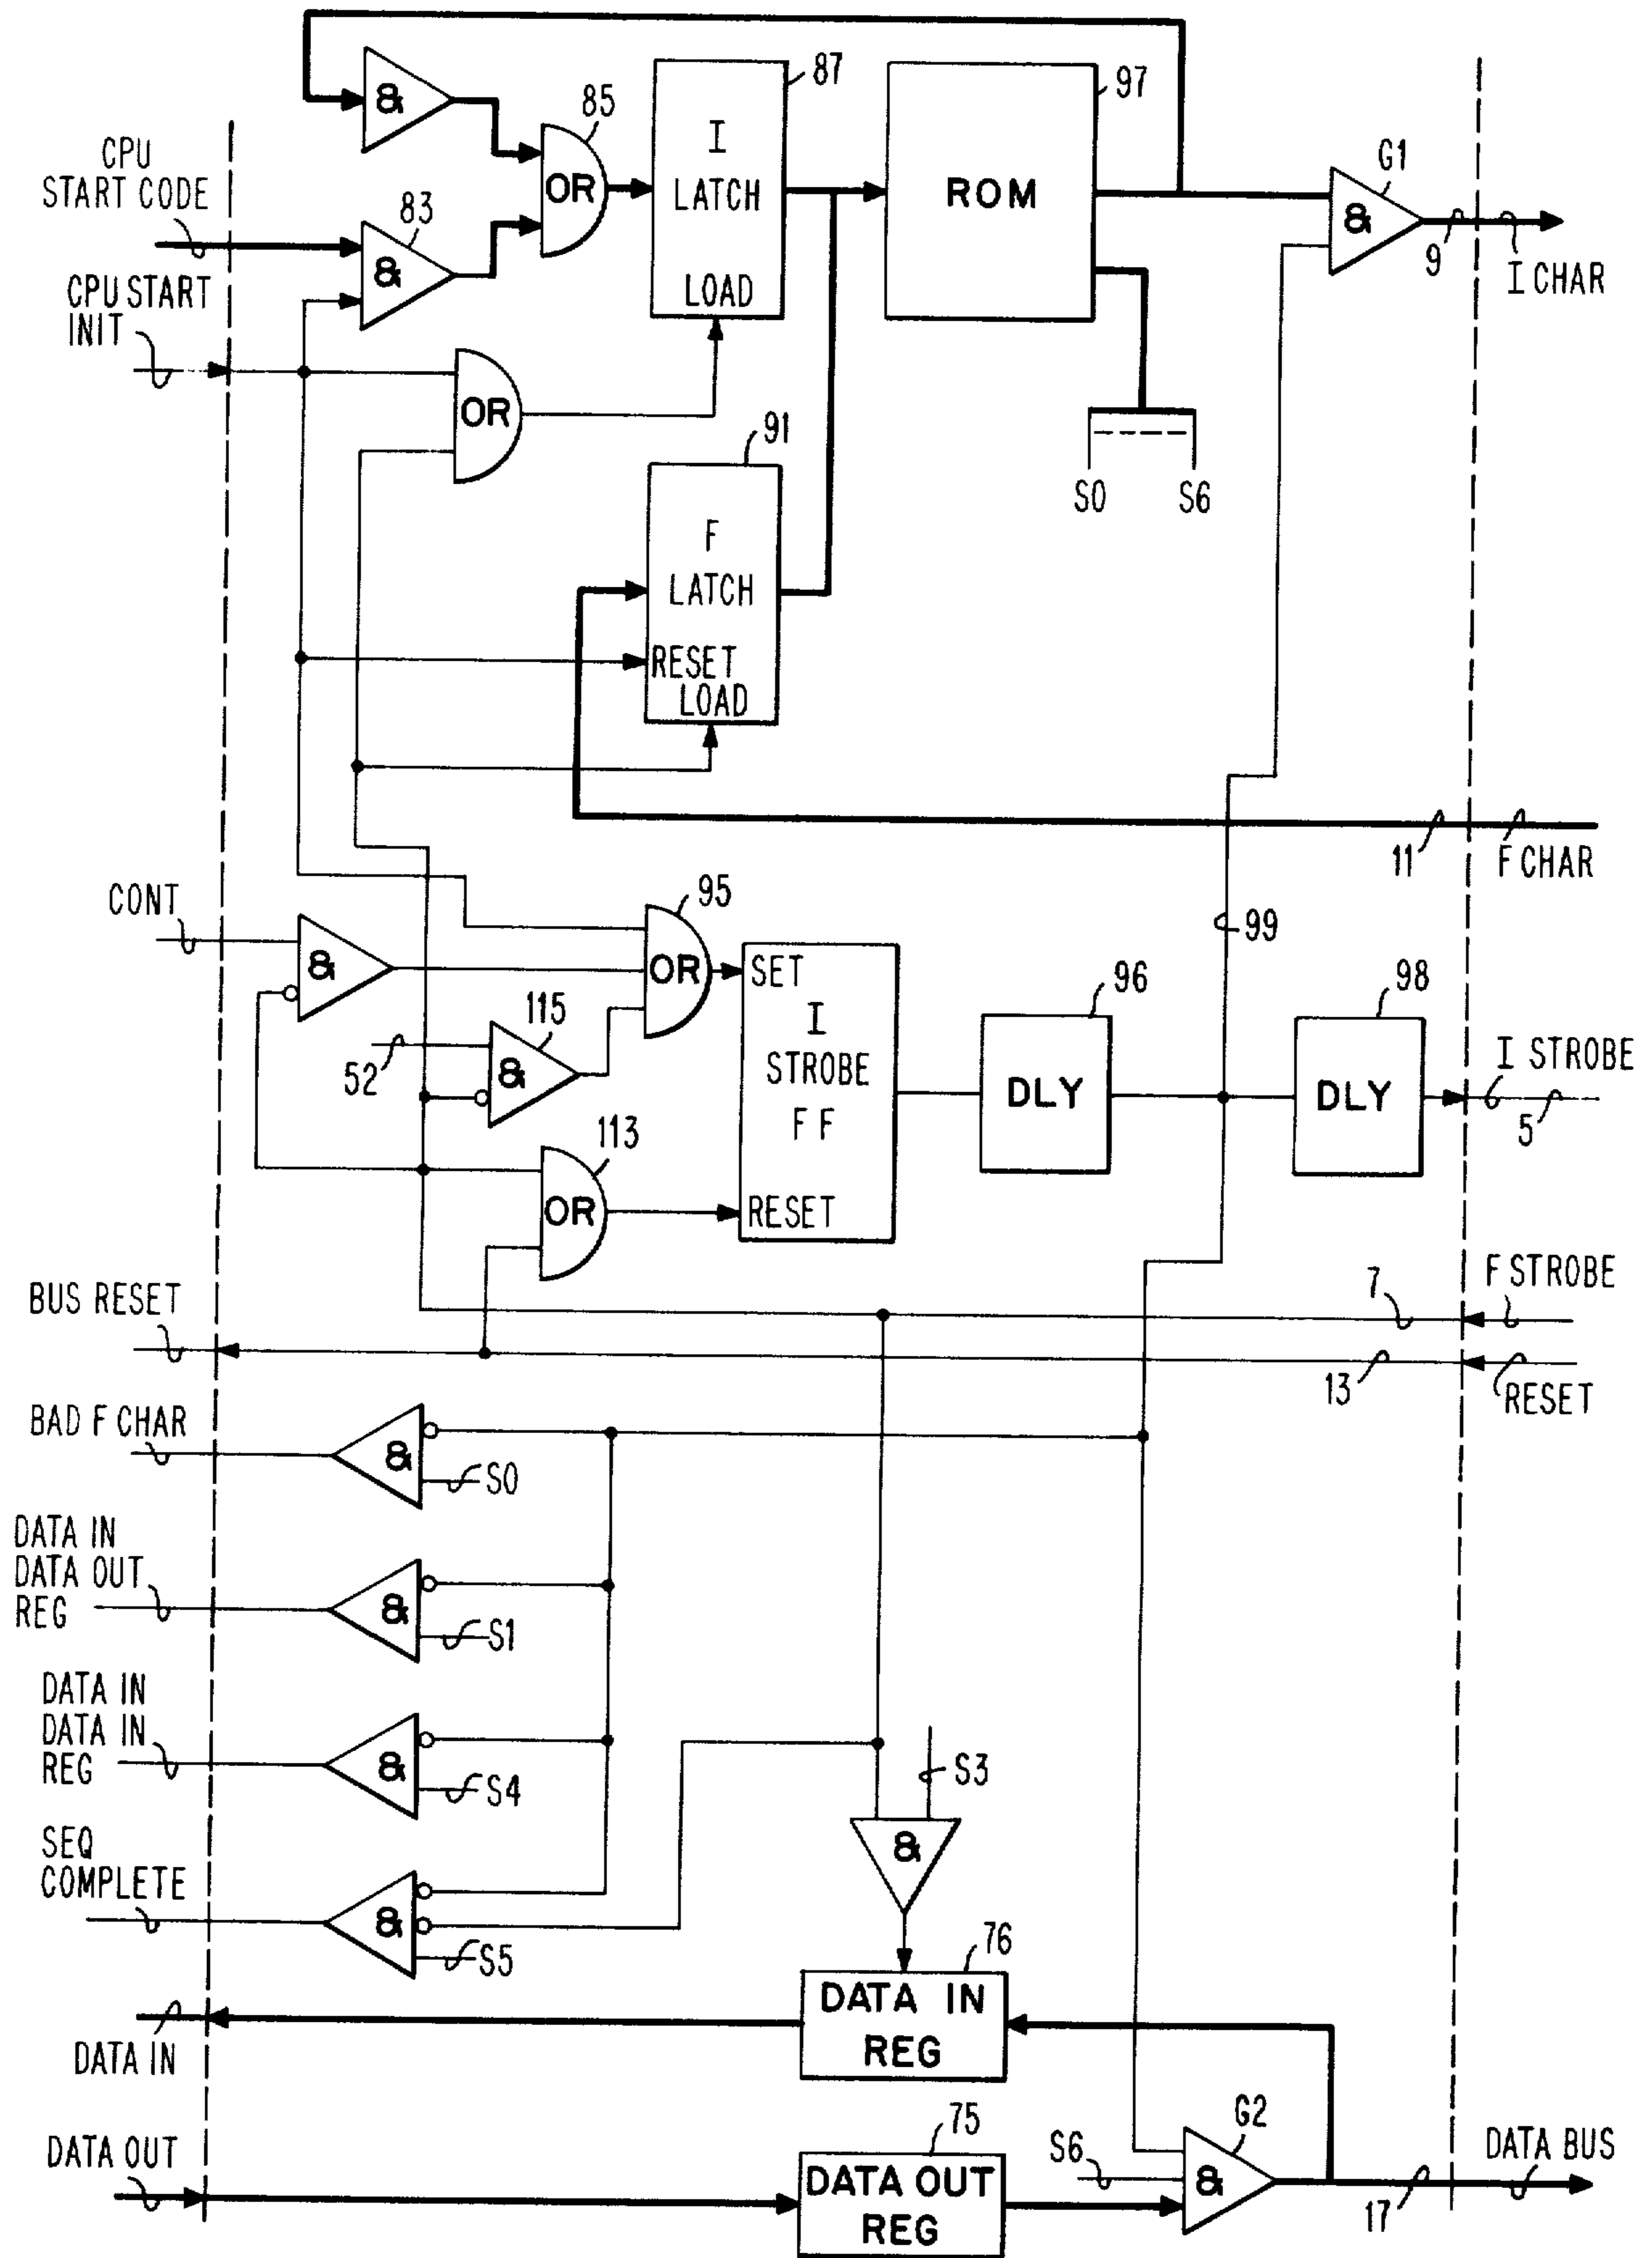 87
97
85
&
I
LATCH
LOAD
ROM
G1
CPU
START CODE
OR
83
&
&
9
I CHAR
CPU START
INIT
OR
91
S0
S6
F
LATCH
RESET
LOAD
11
F CHAR
CONT
95
99
&
OR
SET
I
STROBE
FF
RESET
96
98
115
52
&
DLY
DLY
I STROBE
5
113
OR
BUS RESET
7
F STROBE
13
RESET
BAD F CHAR
&
S0
DATA IN
DATA OUT
REG
&
S1
DATA IN
DATA IN
REG
&
S4
S3
&
SEQ
COMPLETE
&
S5
76
DATA IN
REG
DATA IN
75
G2
DATA OUT
DATA OUT
REG
S6
&
17
DATA BUS